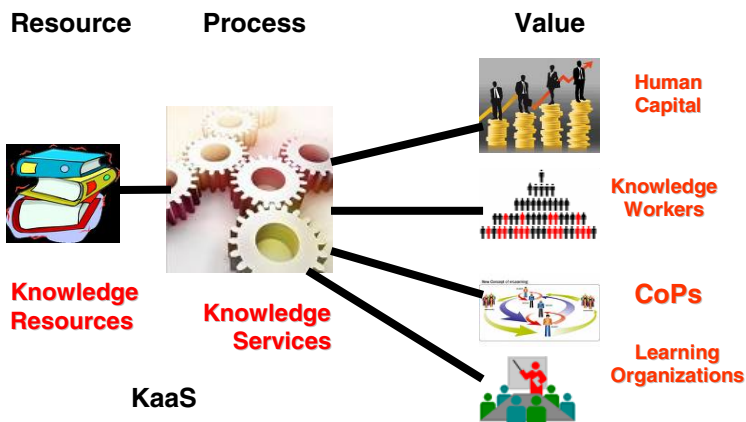 Resource
Process
Value
Human
Capital
Knowledge
Workers
Knowledge
Resources
Knowledge
Services
CoPs
Learning
Organizations
KaaS